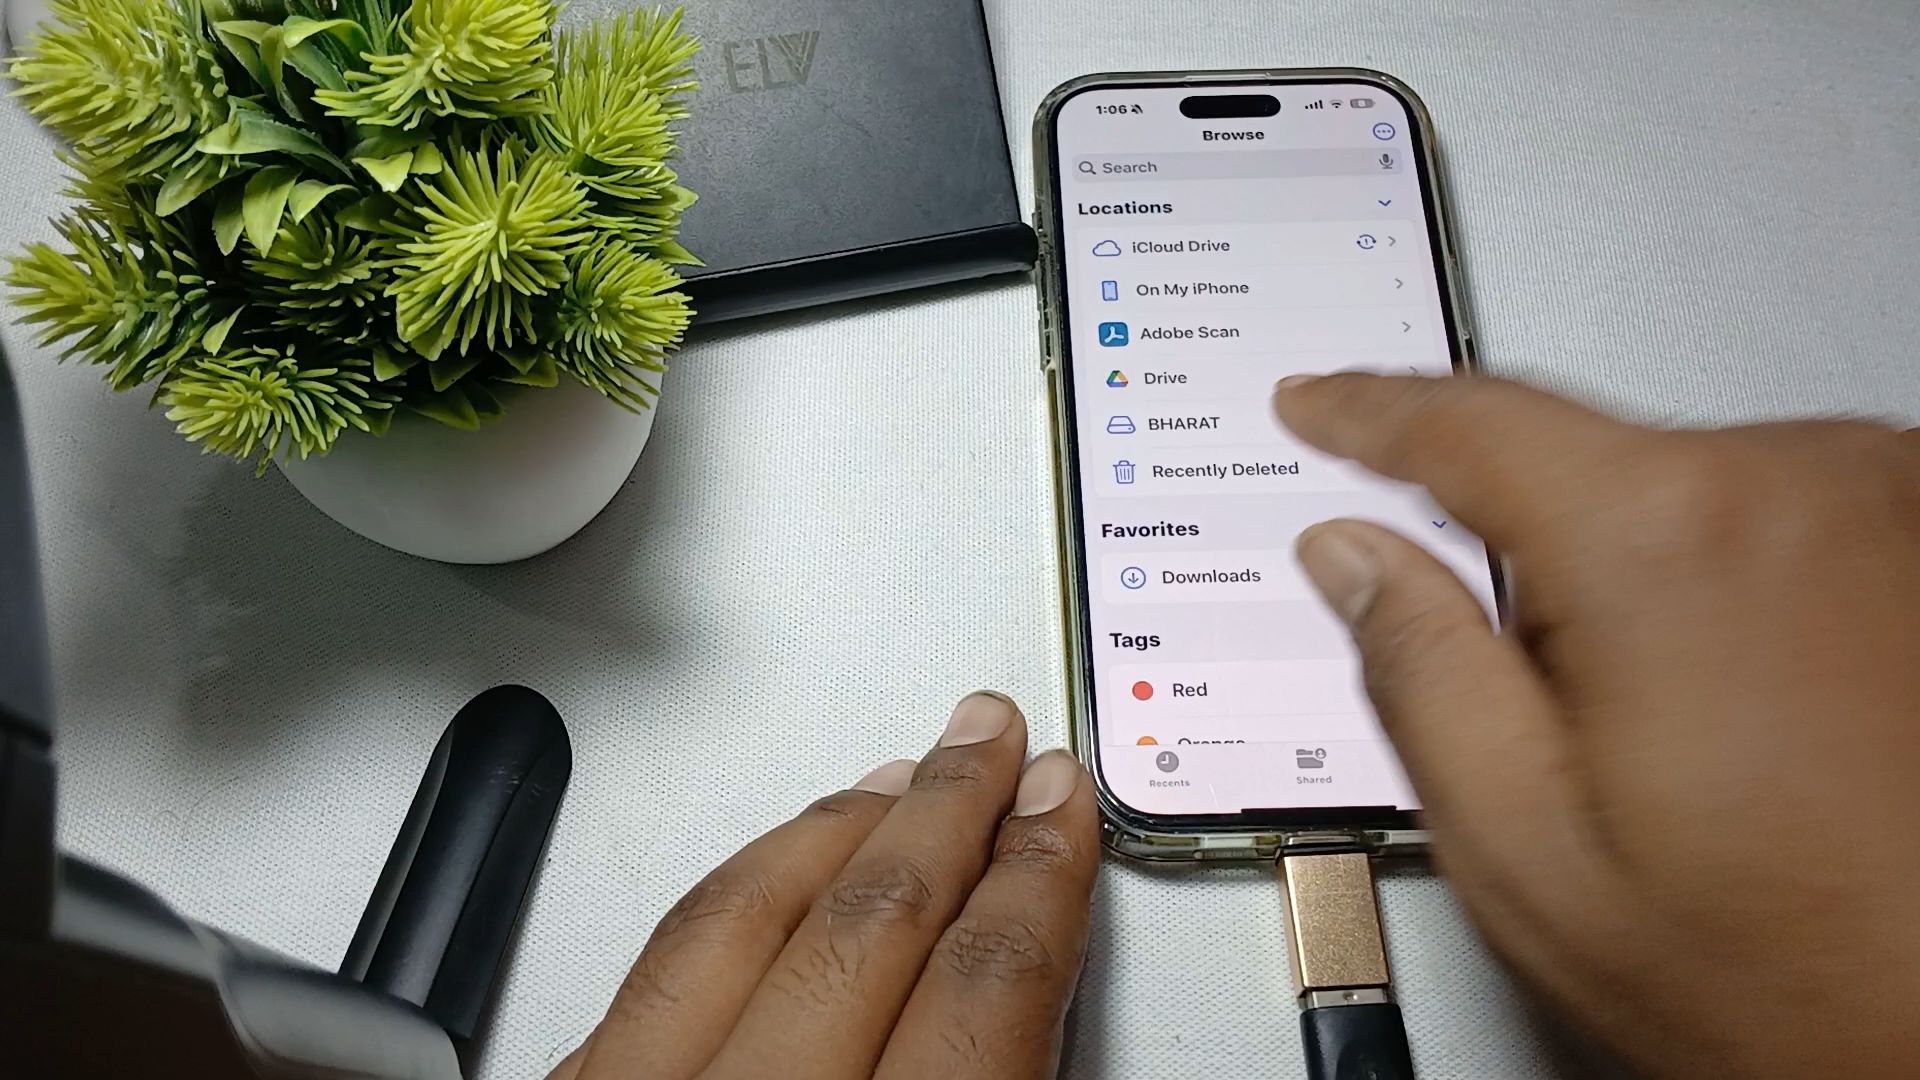 ELV
1:06
Browse
Search
Locations
iCloud Drive
On My iPhone
Adobe Scan
Drive
BHARAT
Recently Deleted
Favorites
Downloads
Tags
Red
Orange
Recents
Shared